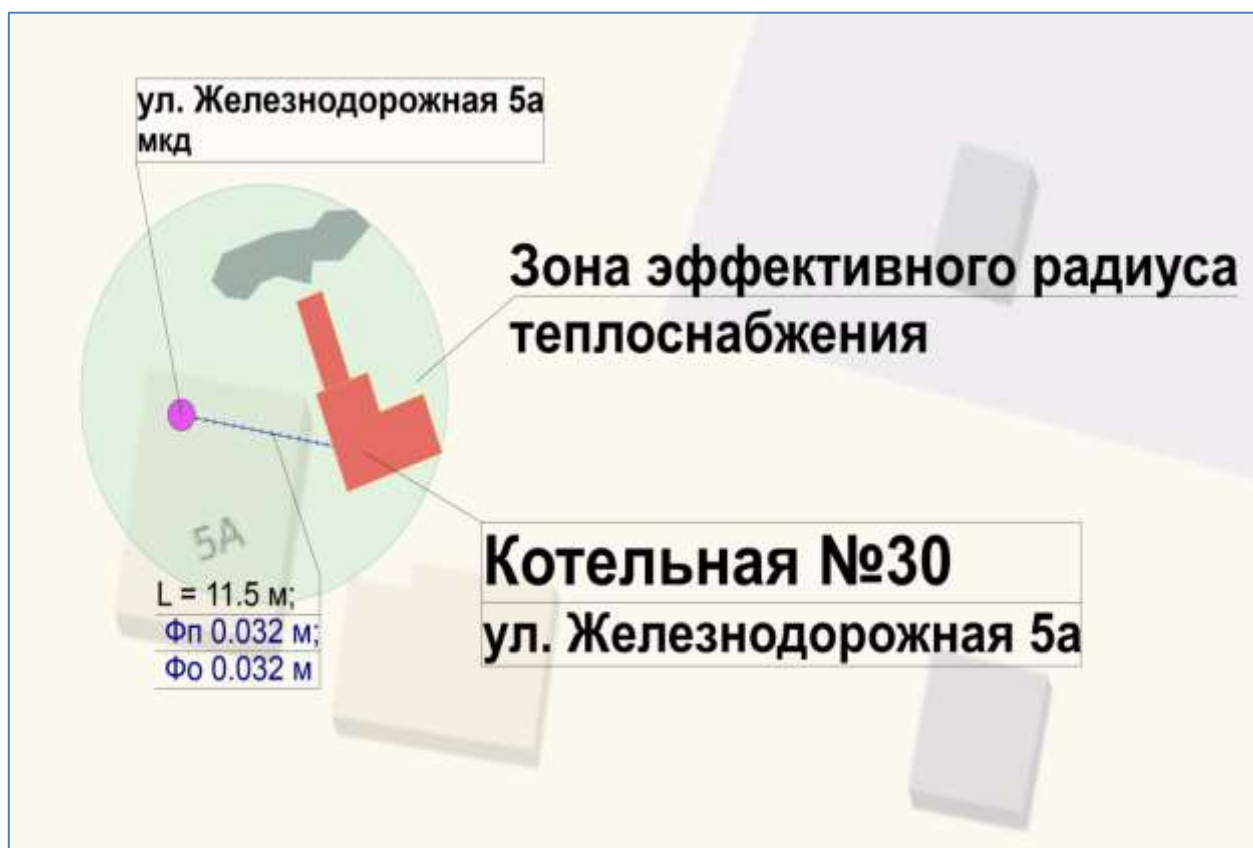 ул. Железнодорожная 5а
мкд
Зона эффективного радиуса
теплоснабжения
5А
Котельная №30
ул. Железнодорожная 5а
L = 11.5 м;
Фп 0.032 м;
Фо 0.032 м